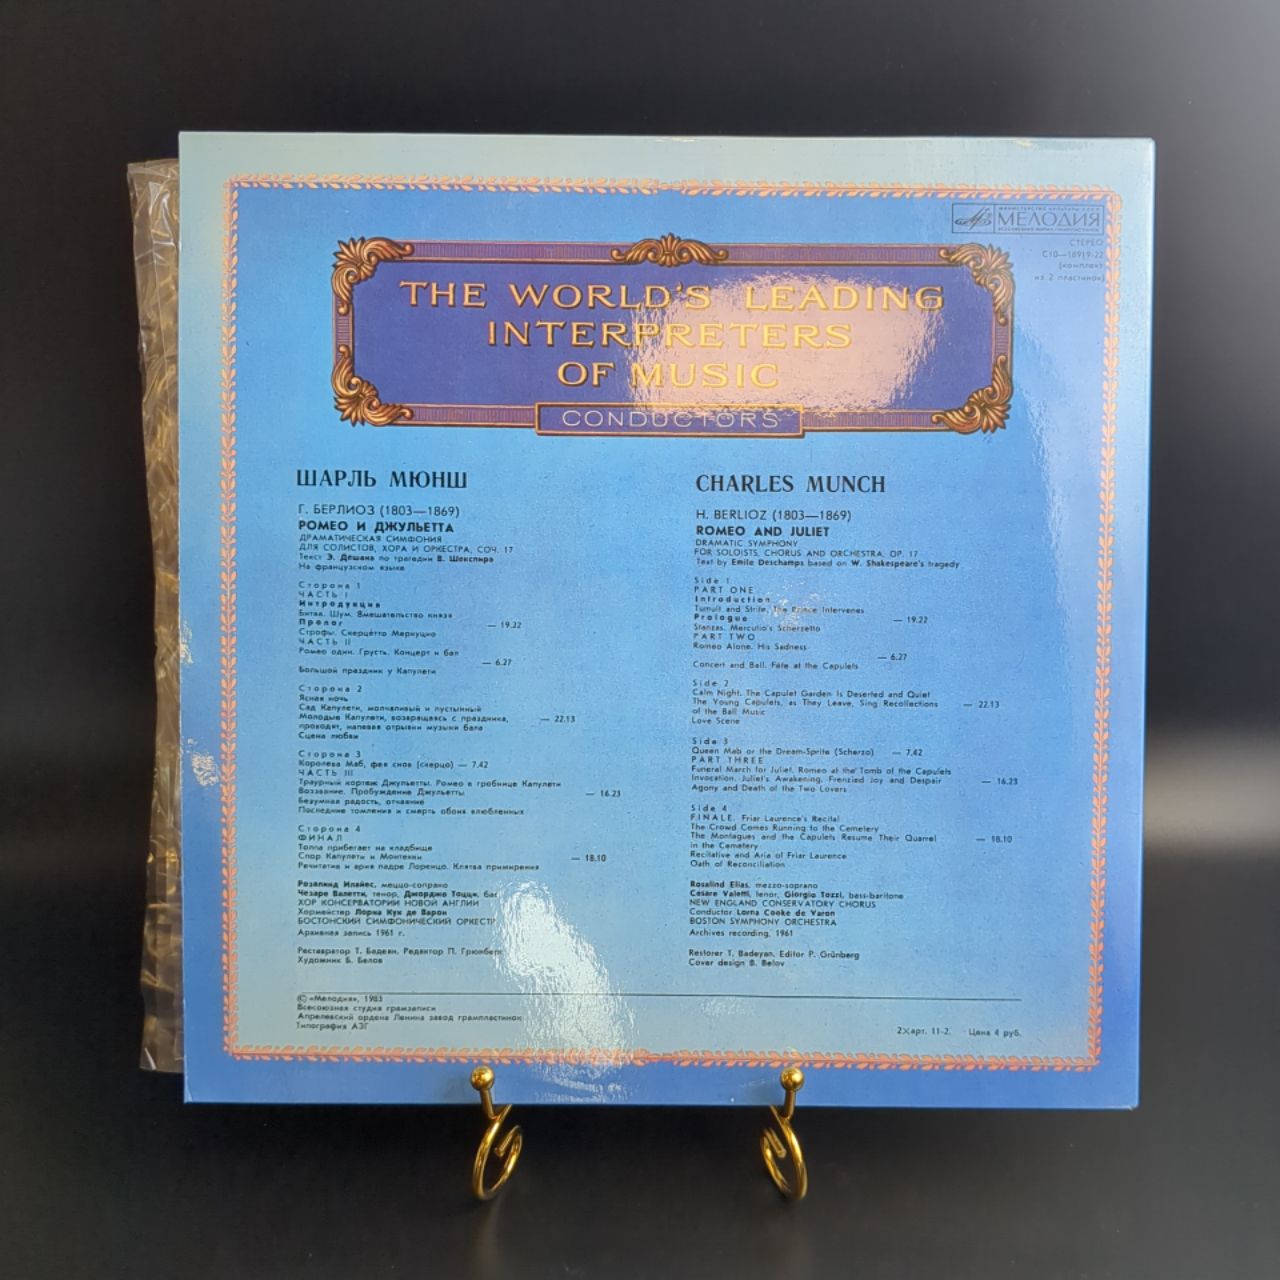 МЕЛОДИЯ
СТЕРЕО
С10—18919-22
(комплект
из 2 пластинок)
THE WORLD'S LEADING
INTERPRETERS
OF MUSIC
CONDUCTORS
ШАРЛЬ МЮНШ
Г. БЕРЛИОЗ (1803—1869)
РОМЕО И ДЖУЛЬЕТТА
ДРАМАТИЧЕСКАЯ СИМФОНИЯ
ДЛЯ СОЛИСТОВ, ХОРА И ОРКЕСТРА, СОЧ. 17
Текст Э. Дешана по трагедии В. Шекспира
На французском языке
Сторона 1
ЧАСТЬ I
Интродукция
Битва. Шум. Вмешательство князя
Пролог — 19.22
Строфы. Скерцетто Меркуцио
ЧАСТЬ II
Ромео один. Грусть. Концерт и бал
— 6.27
Большой праздник у Капулети
Сторона 2
Ясная ночь
Сад Капулети, молчаливый и пустынный
Молодые Капулети, возвращаясь с праздника, — 22.13
проходят, напевая отрывки музыки бала
Сцена любви
Сторона 3
Королева Маб, фея снов (скерцо) — 7.42
ЧАСТЬ III
Траурный кортеж Джульетты. Ромео в гробнице Капулети
Воззвание. Пробуждение Джульетты — 16.23
Безумная радость, отчаяние
Последние томления и смерть обоих влюбленных
Сторона 4
ФИНАЛ
Толпа прибегает на кладбище
Спор Капулети и Монтекки — 18.10
Речитатив и ария падре Лоренцо. Клятва примирения
Розалинд Илайес, меццо-сопрано
Чезаре Валетти, тенор, Джорджо Тоцци, бас
ХОР КОНСЕРВАТОРИИ НОВОЙ АНГЛИИ
Хормейстер Лорна Кук де Варон
БОСТОНСКИЙ СИМФОНИЧЕСКИЙ ОРКЕСТР
Архивная запись 1961 г.
Реставратор Т. Бадеян. Редактор П. Грюнберг
Художник Б. Белов
CHARLES MUNCH
H. BERLIOZ (1803—1869)
ROMEO AND JULIET
DRAMATIC SYMPHONY
FOR SOLOISTS, CHORUS AND ORCHESTRA, OP. 17
Text by Emile Deschamps based on W. Shakespeare's tragedy
Side 1
PART ONE
Introduction
Tumult and Strife, The Prince Intervenes
Prologue — 19.22
Stanzas. Mercutio's Scherzetto
PART TWO
Romeo Alone. His Sadness
— 6.27
Concert and Ball. Fête at the Capulets
Side 2
Calm Night. The Capulet Garden Is Deserted and Quiet
The Young Capulets, as They Leave, Sing Recollections — 22.13
of the Ball Music
Love Scene
Side 3
Queen Mab or the Dream-Sprite (Scherzo) — 7.42
PART THREE
Funeral March for Juliet. Romeo at the Tomb of the Capulets
Invocation. Juliet's Awakening. Frenzied Joy and Despair — 16.23
Agony and Death of the Two Lovers
Side 4
FINALE. Friar Laurence's Recital
The Crowd Comes Running to the Cemetery
The Montagues and the Capulets Resume Their Quarrel — 18.10
in the Cemetery
Recitative and Aria of Friar Laurence
Oath of Reconciliation
Rosalind Elias, mezzo-soprano
Cesare Valetti, tenor, Giorgio Tozzi, bass-baritone
NEW ENGLAND CONSERVATORY CHORUS
Conductor Lorna Cooke de Varon
BOSTON SYMPHONY ORCHESTRA
Archives recording, 1961
Restorer T. Badeyan, Editor P. Grünberg
Cover design B. Belov
© «Мелодия», 1983
Всесоюзная студия грамзаписи
Апрелевский ордена Ленина завод грампластинок
Типография АЗГ
2Харт. 11-2. Цена 4 руб.